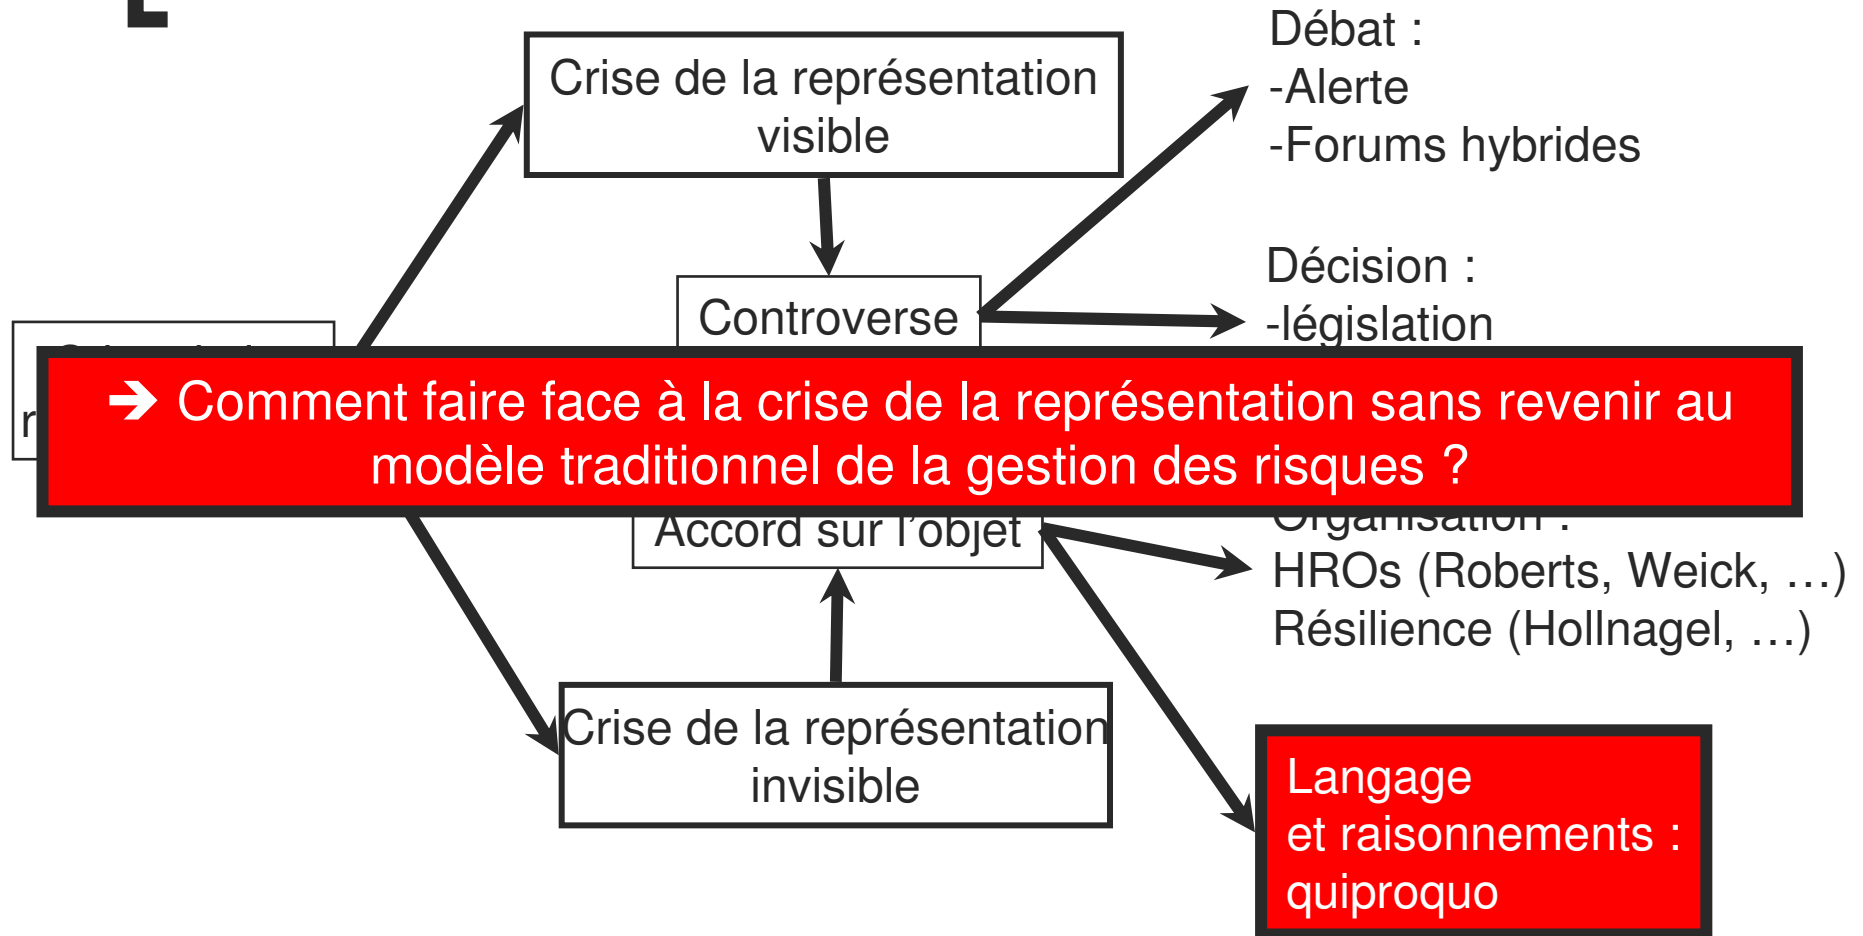 Débat :
-Alerte
-Forums hybrides
Crise de la représentation
visible
Décision :
-législation
Controverse
➔ Comment faire face à la crise de la représentation sans revenir au
modèle traditionnel de la gestion des risques ?
Accord sur l'objet
Organisation :
HROs (Roberts, Weick, …)
Résilience (Hollnagel, …)
Crise de la représentation
invisible
Langage
et raisonnements :
quiproquo